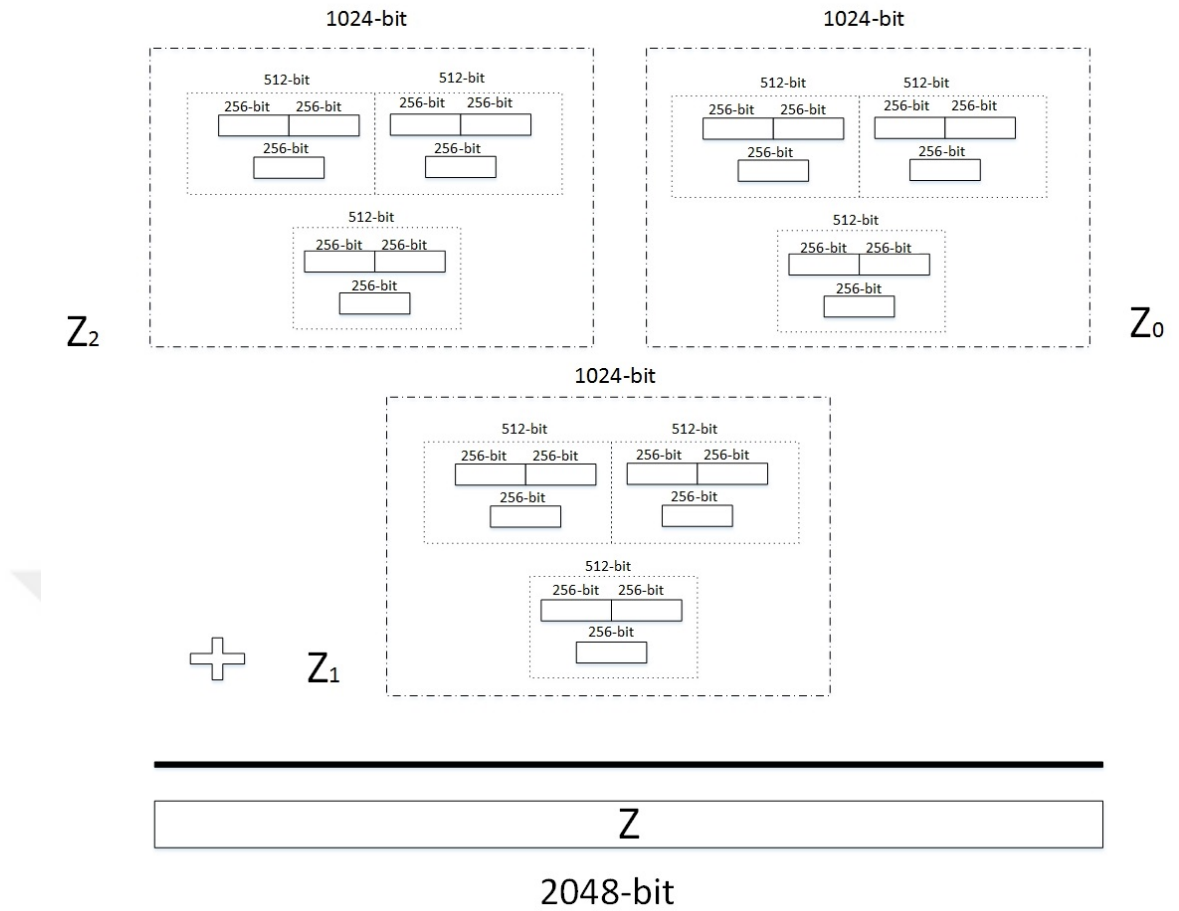 1024-bit 1024-bit
512-bit 512-bit 512-bit 512-bit
256-bit 256-bit 256-bit 256-bit 256-bit 256-bit 256-bit 256-bit
256-bit 256-bit 256-bit 256-bit
512-bit 512-bit
256-bit 256-bit 256-bit 256-bit
256-bit 256-bit
Z2 Z0
1024-bit
512-bit 512-bit
256-bit 256-bit 256-bit 256-bit
256-bit 256-bit
512-bit
256-bit 256-bit
256-bit
Z1
Z
2048-bit